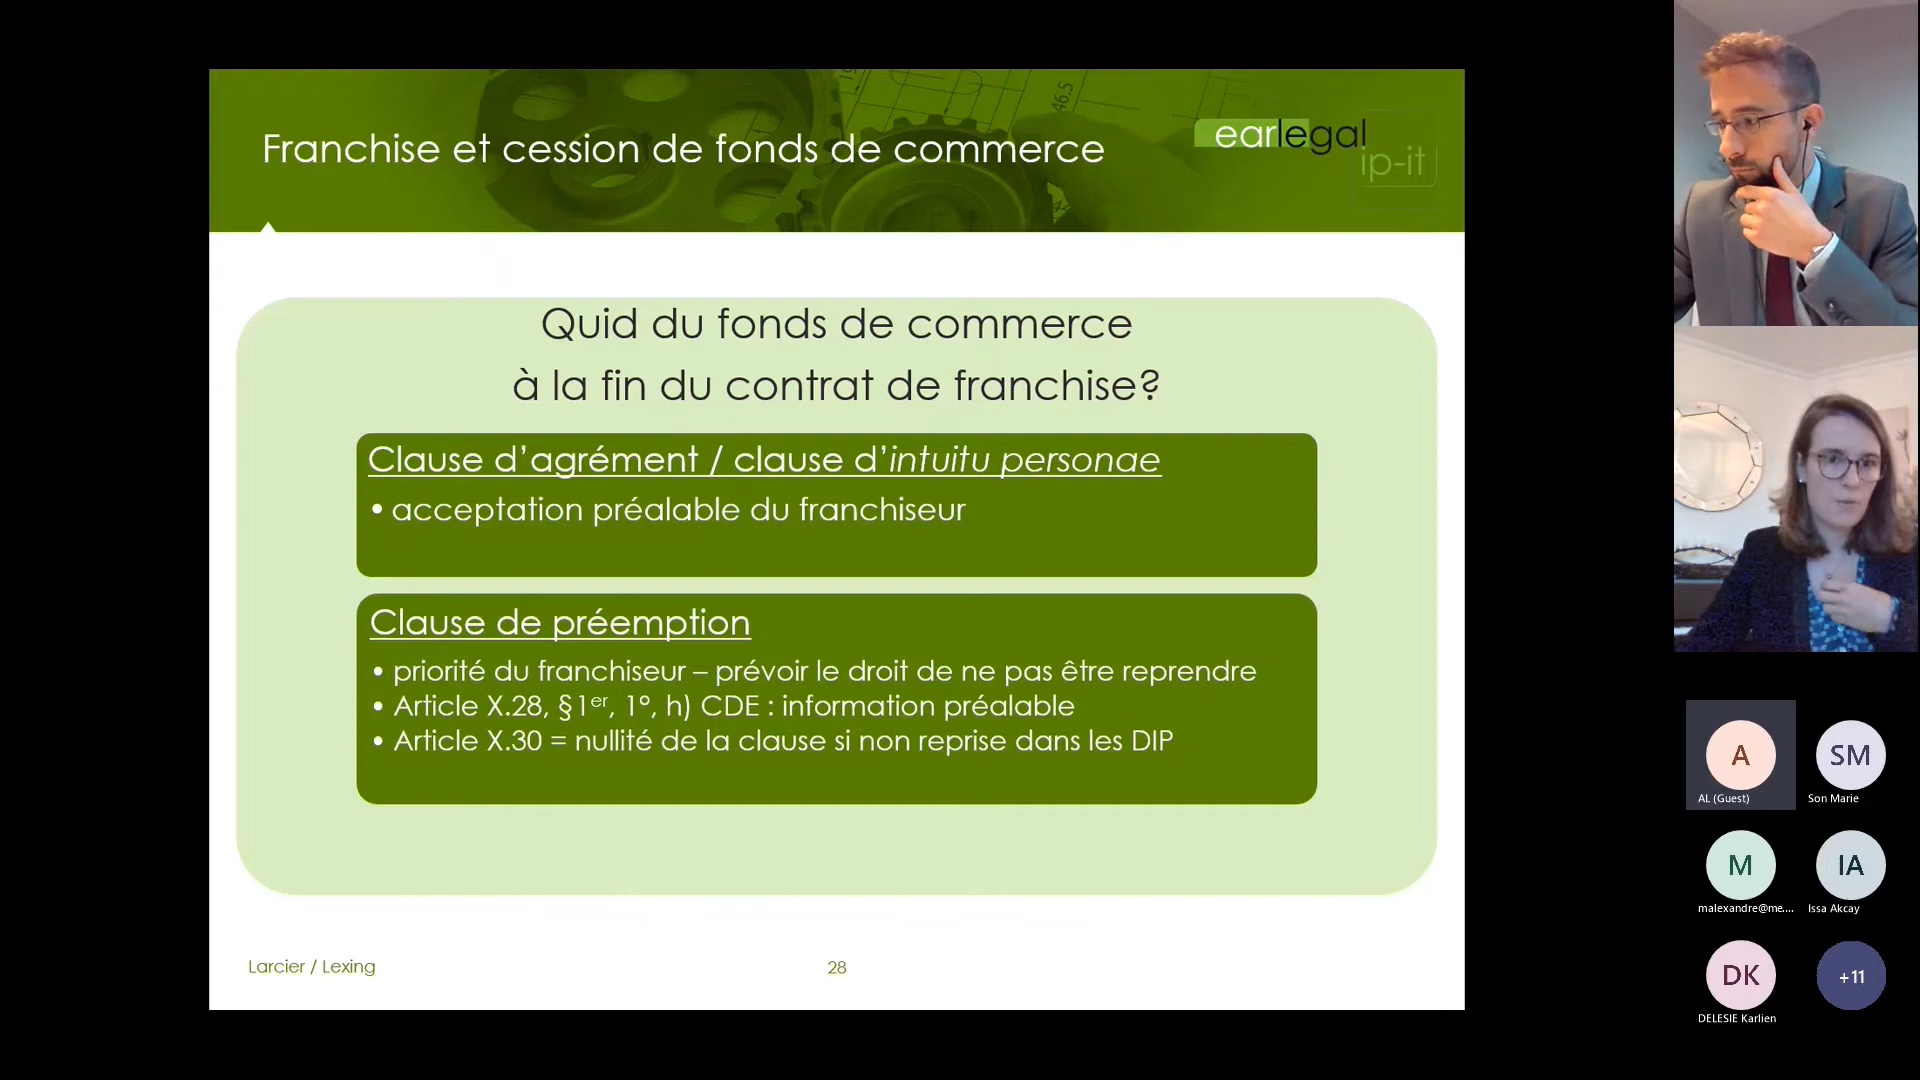 Franchise et cession de fonds de commerce
earlegal
ip-it
46.5
Quid du fonds de commerce
à la fin du contrat de franchise?
Clause d’agrément / clause d’intuitu personae
• acceptation préalable du franchiseur
Clause de préemption
• priorité du franchiseur – prévoir le droit de ne pas être reprendre
• Article X.28, §1er, 1°, h) CDE : information préalable
• Article X.30 = nullité de la clause si non reprise dans les DIP
Larcier / Lexing
28
A
AL (Guest)
SM
Son Marie
M
malexandre@me....
IA
Issa Akcay
DK
DELESIE Karlien
+11